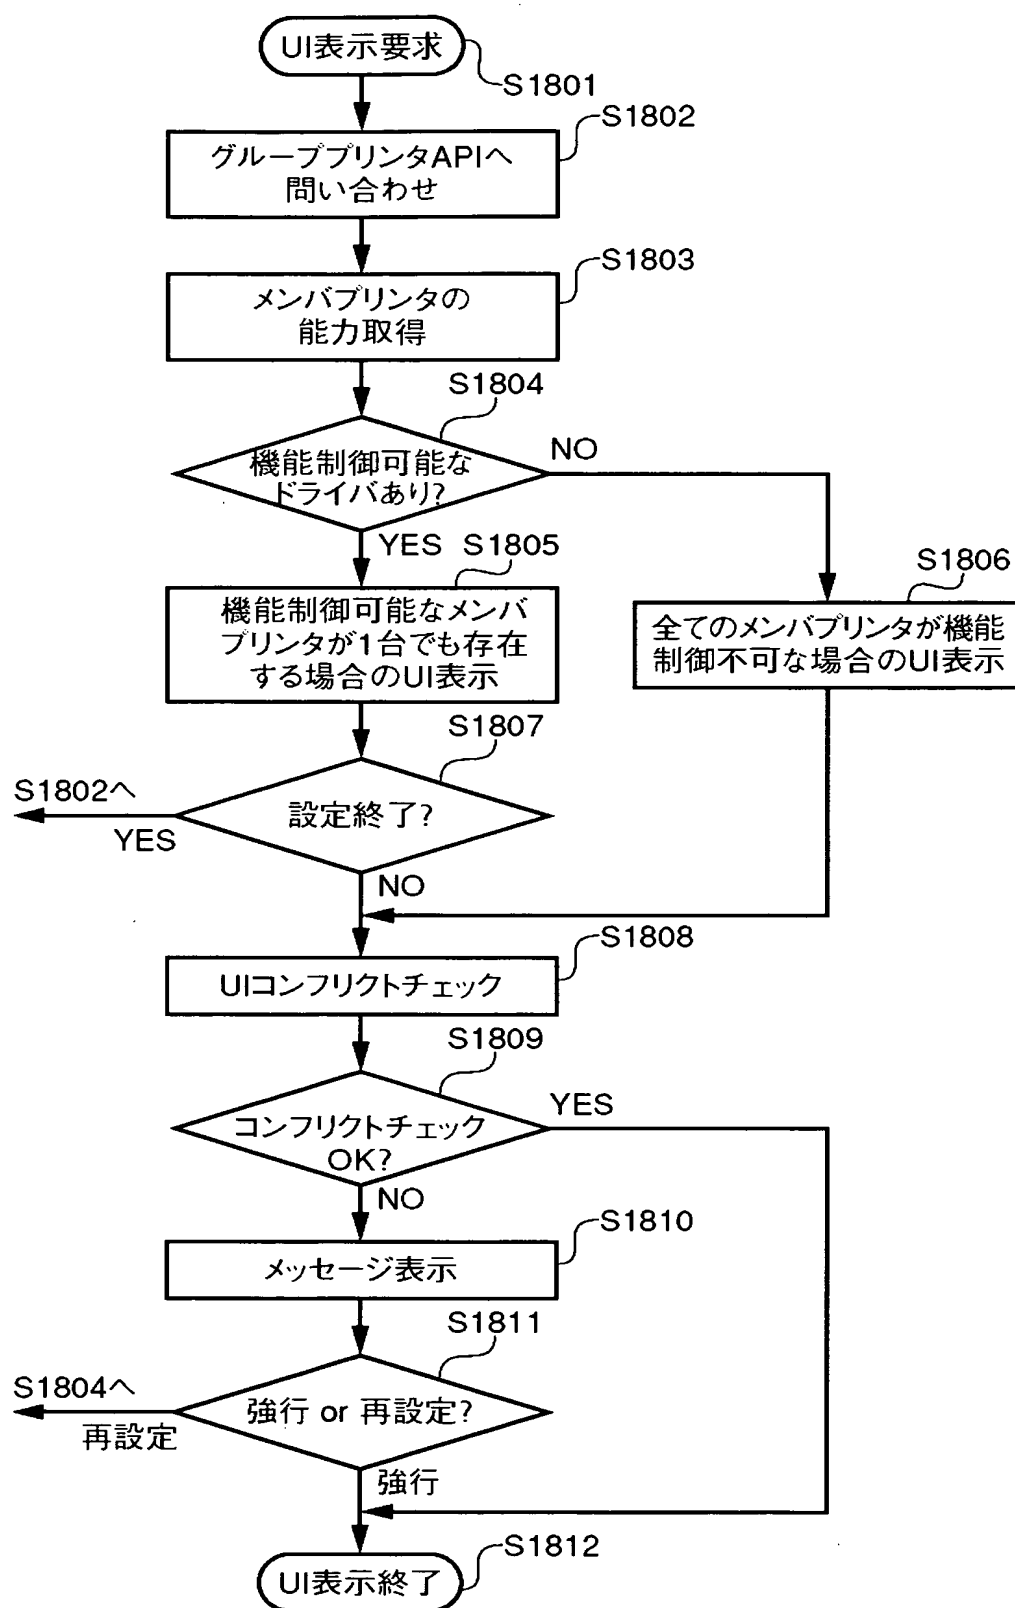 UI表示要求
S1801
S1802
グループプリンタAPIへ
問い合わせ
S1803
メンバプリンタの
能力取得
S1804
機能制御可能な
ドライバあり?
NO
YES
S1805
機能制御可能なメンバ
プリンタが1台でも存在
する場合のUI表示
S1806
全てのメンバプリンタが機能
制御不可な場合のUI表示
S1807
設定終了?
S1802へ
YES
NO
S1808
UIコンフリクトチェック
S1809
コンフリクトチェック
OK?
YES
NO
S1810
メッセージ表示
S1811
強行 or 再設定?
S1804へ
再設定
強行
S1812
UI表示終了